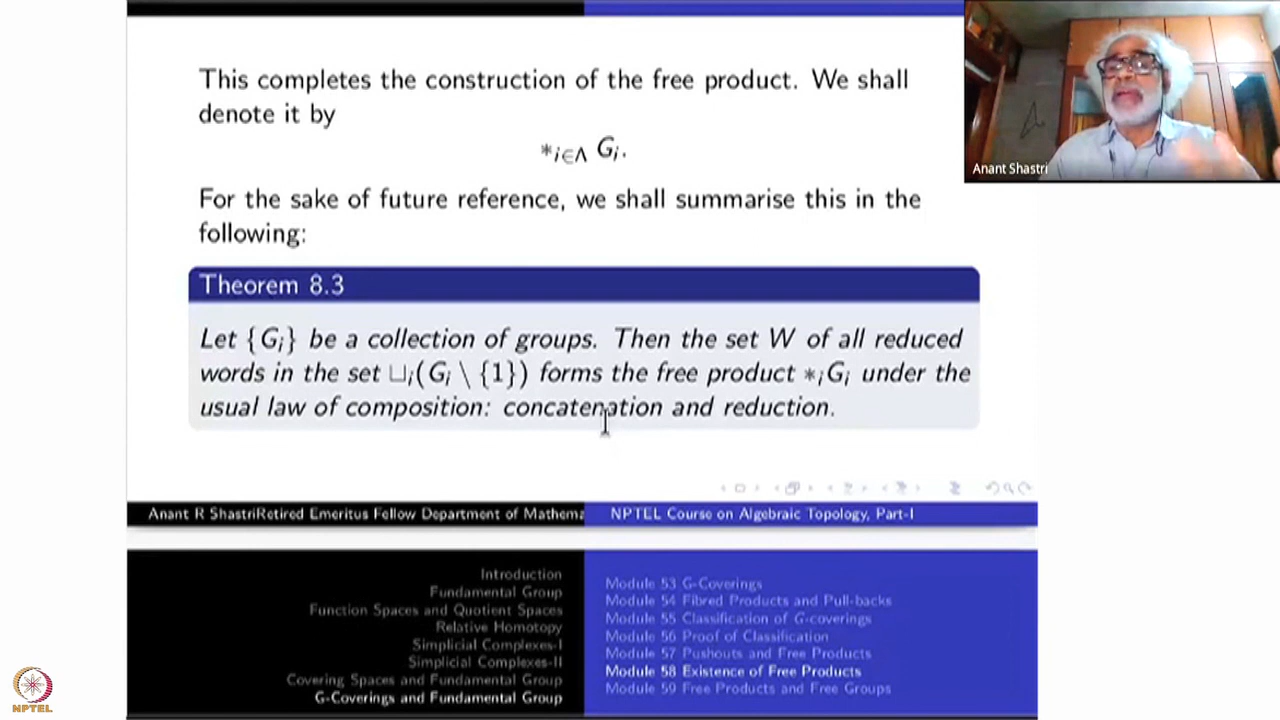 This completes the construction of the free product. We shall
denote it by
*i∈Λ Gi.
For the sake of future reference, we shall summarise this in the
following:
Theorem 8.3
Let {Gi} be a collection of groups. Then the set W of all reduced
words in the set ⊔i(Gi \ {1}) forms the free product *iGi under the
usual law of composition: concatenation and reduction.
Anant Shastri
Anant R ShastriRetired Emeritus Fellow Department of Mathema
NPTEL Course on Algebraic Topology, Part-I
Introduction
Fundamental Group
Function Spaces and Quotient Spaces
Relative Homotopy
Simplicial Complexes-I
Simplicial Complexes-II
Covering Spaces and Fundamental Group
G-Coverings and Fundamental Group
Module 53 G-Coverings
Module 54 Fibred Products and Pull-backs
Module 55 Classification of G-coverings
Module 56 Proof of Classification
Module 57 Pushouts and Free Products
Module 58 Existence of Free Products
Module 59 Free Products and Free Groups
NPTEL